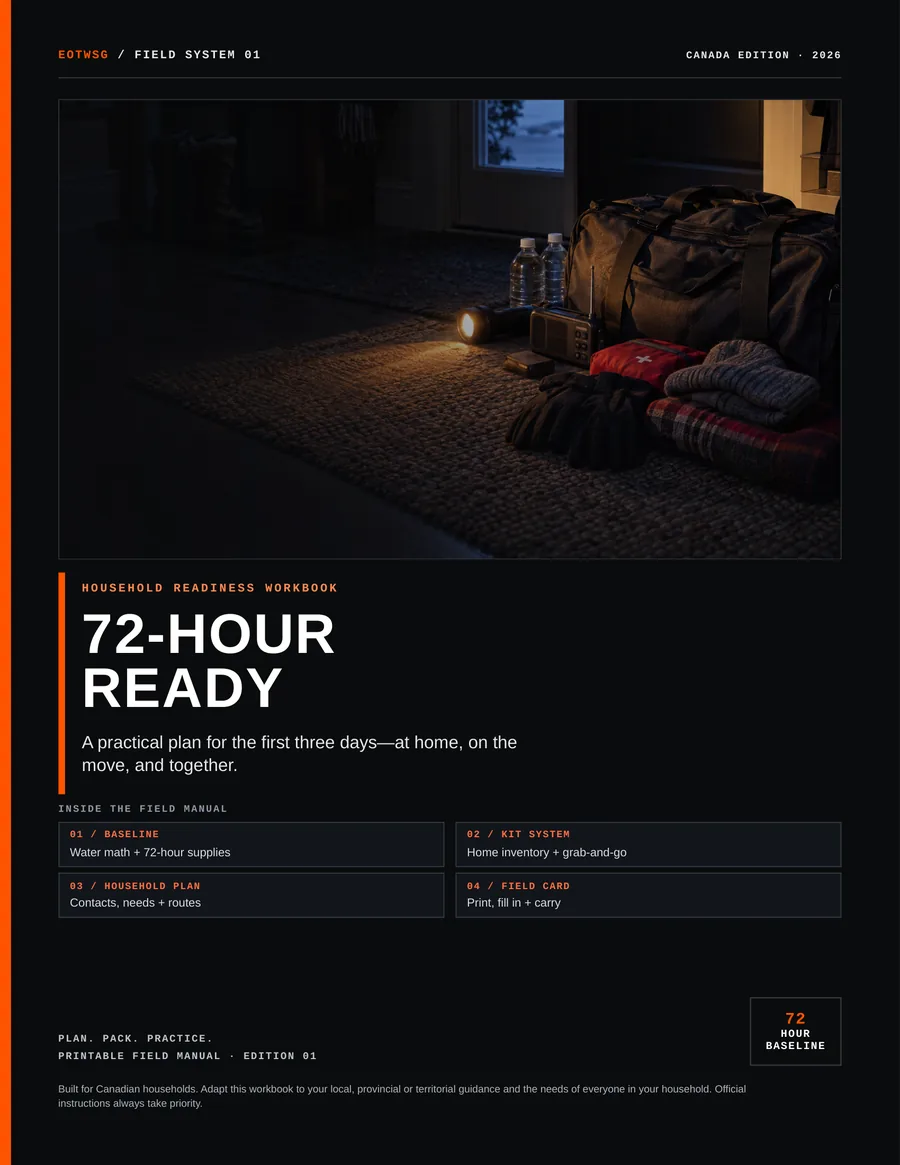 EOTWSG / FIELD SYSTEM 01
CANADA EDITION · 2026
HOUSEHOLD READINESS WORKBOOK
72-HOUR
READY
A practical plan for the first three days—at home, on the
move, and together.
INSIDE THE FIELD MANUAL
01 / BASELINE
Water math + 72-hour supplies
02 / KIT SYSTEM
Home inventory + grab-and-go
03 / HOUSEHOLD PLAN
Contacts, needs + routes
04 / FIELD CARD
Print, fill in + carry
72
HOUR
BASELINE
PLAN. PACK. PRACTICE.
PRINTABLE FIELD MANUAL · EDITION 01
Built for Canadian households. Adapt this workbook to your local, provincial or territorial guidance and the needs of everyone in your household. Official
instructions always take priority.